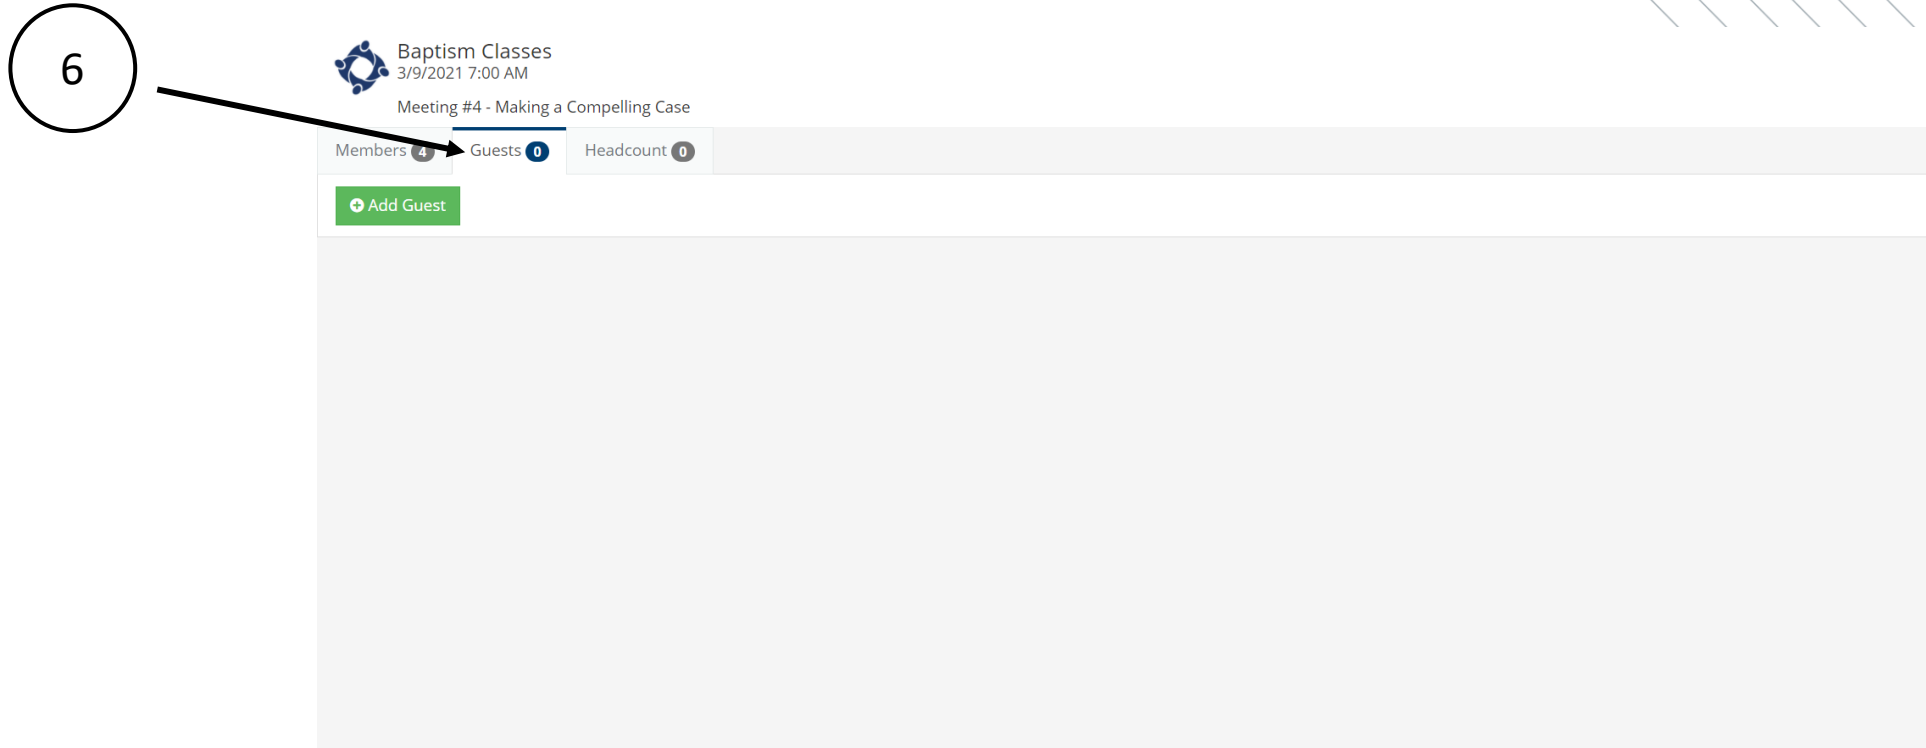 6
Baptism Classes
3/9/2021 7:00 AM
Meeting #4 - Making a Compelling Case
Members 4 Guests 0 Headcount 0
Add Guest